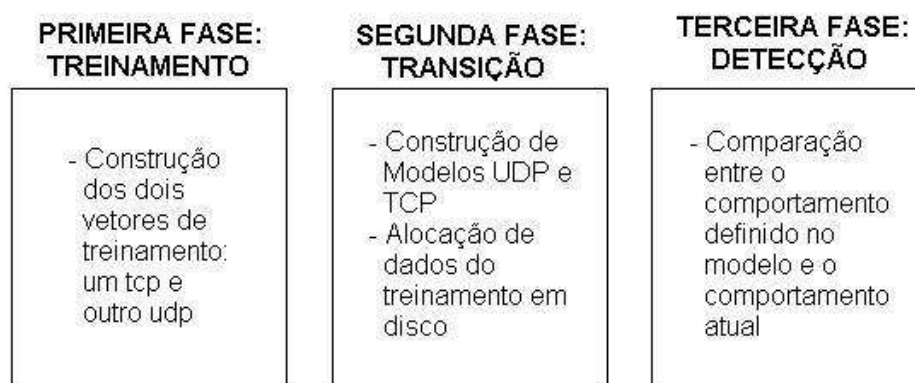 PRIMEIRA FASE:
TREINAMENTO
- Construção
dos dois
vetores de
treinamento:
um tcp e
outro udp
SEGUNDA FASE:
TRANSIÇÃO
- Construção de
Modelos UDP e
TCP
- Alocação de
dados do
treinamento em
disco
TERCEIRA FASE:
DETECÇÃO
- Comparação
entre o
comportamento
definido no
modelo e o
comportamento
atual